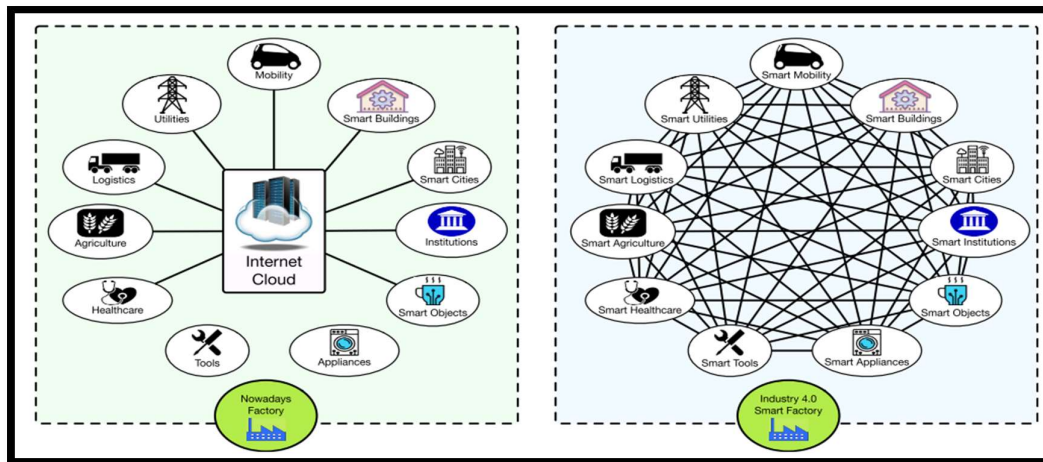 Mobility
Utilities
Smart Buildings
Logistics
Smart Cities
Agriculture
Institutions
Internet
Cloud
Healthcare
Smart Objects
Tools
Appliances
Nowadays
Factory
Smart Mobility
Smart Utilities
Smart Buildings
Smart Logistics
Smart Cities
Smart Agriculture
Smart Institutions
Smart Healthcare
Smart Objects
Smart Tools
Smart Appliances
Industry 4.0
Smart Factory